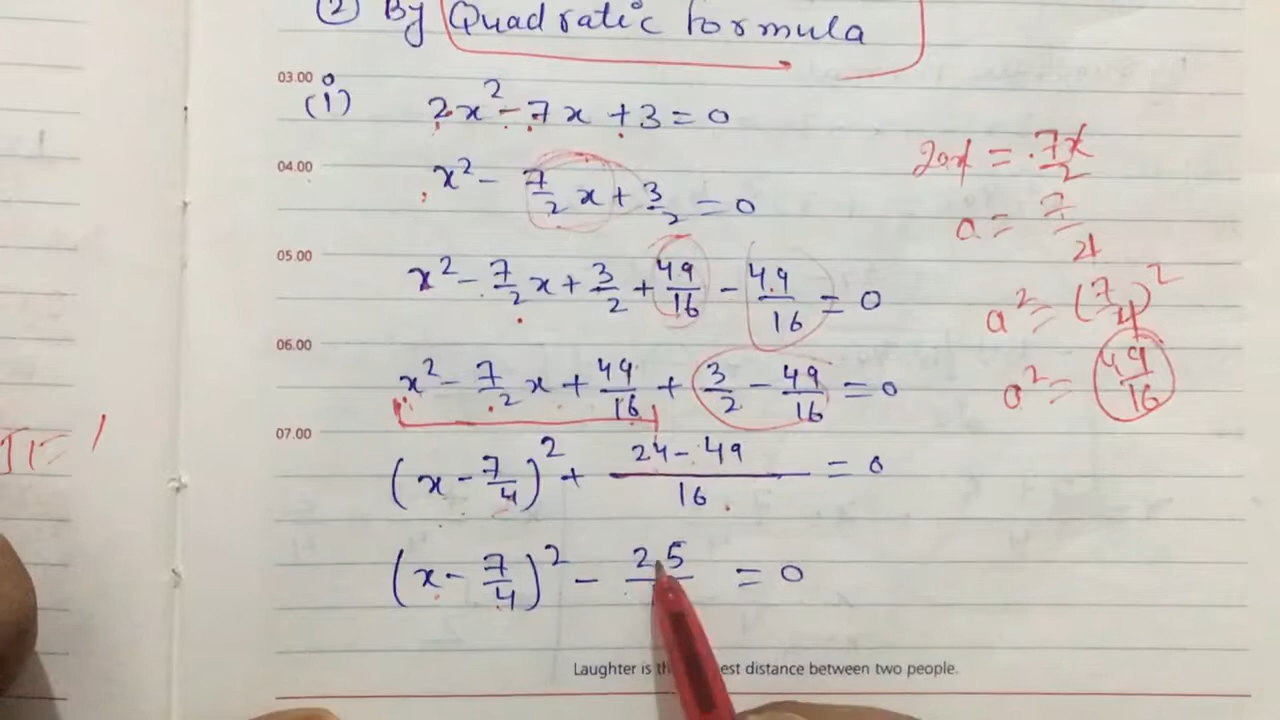 ② By Quadratic formula
03.00
(i) 2x² - 7x + 3 = 0
04.00
x² - 7/2 x + 3/2 = 0
05.00
x² - 7/2 x + 3/2 + 49/16 - 49/16 = 0
06.00
x² - 7/2 x + 49/16 + 3/2 - 49/16 = 0
07.00
(x - 7/4)² + 24 - 49/16 = 0
(x - 7/4)² - 25 = 0
2ax = 7x/2
a = 7/4
a² = (7/4)²
a² = 49/16
Laughter is est distance between two people.